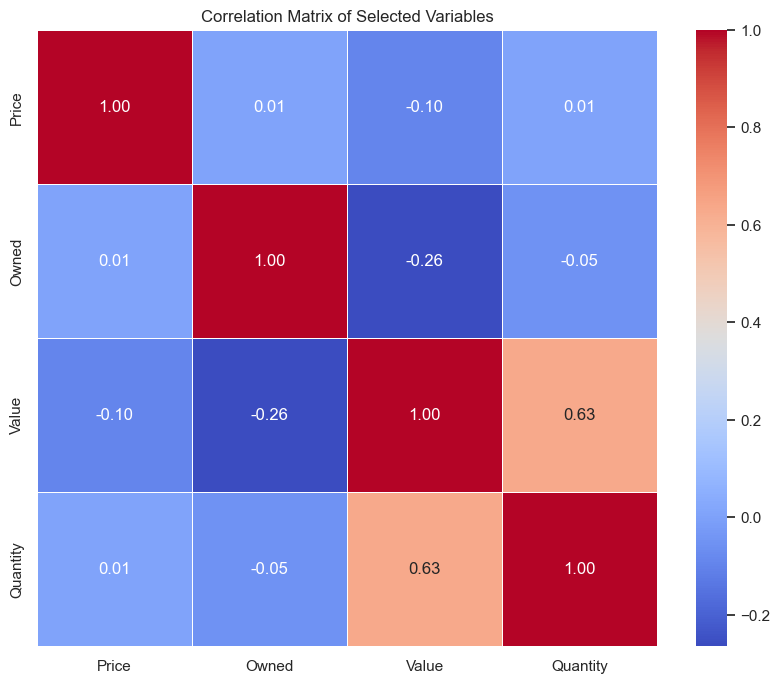 Correlation Matrix of Selected Variables
Price 1.00 0.01 -0.10 0.01
Owned 0.01 1.00 -0.26 -0.05
Value -0.10 -0.26 1.00 0.63
Quantity 0.01 -0.05 0.63 1.00
Price Owned Value Quantity
1.0
0.8
0.6
0.4
0.2
0.0
−0.2